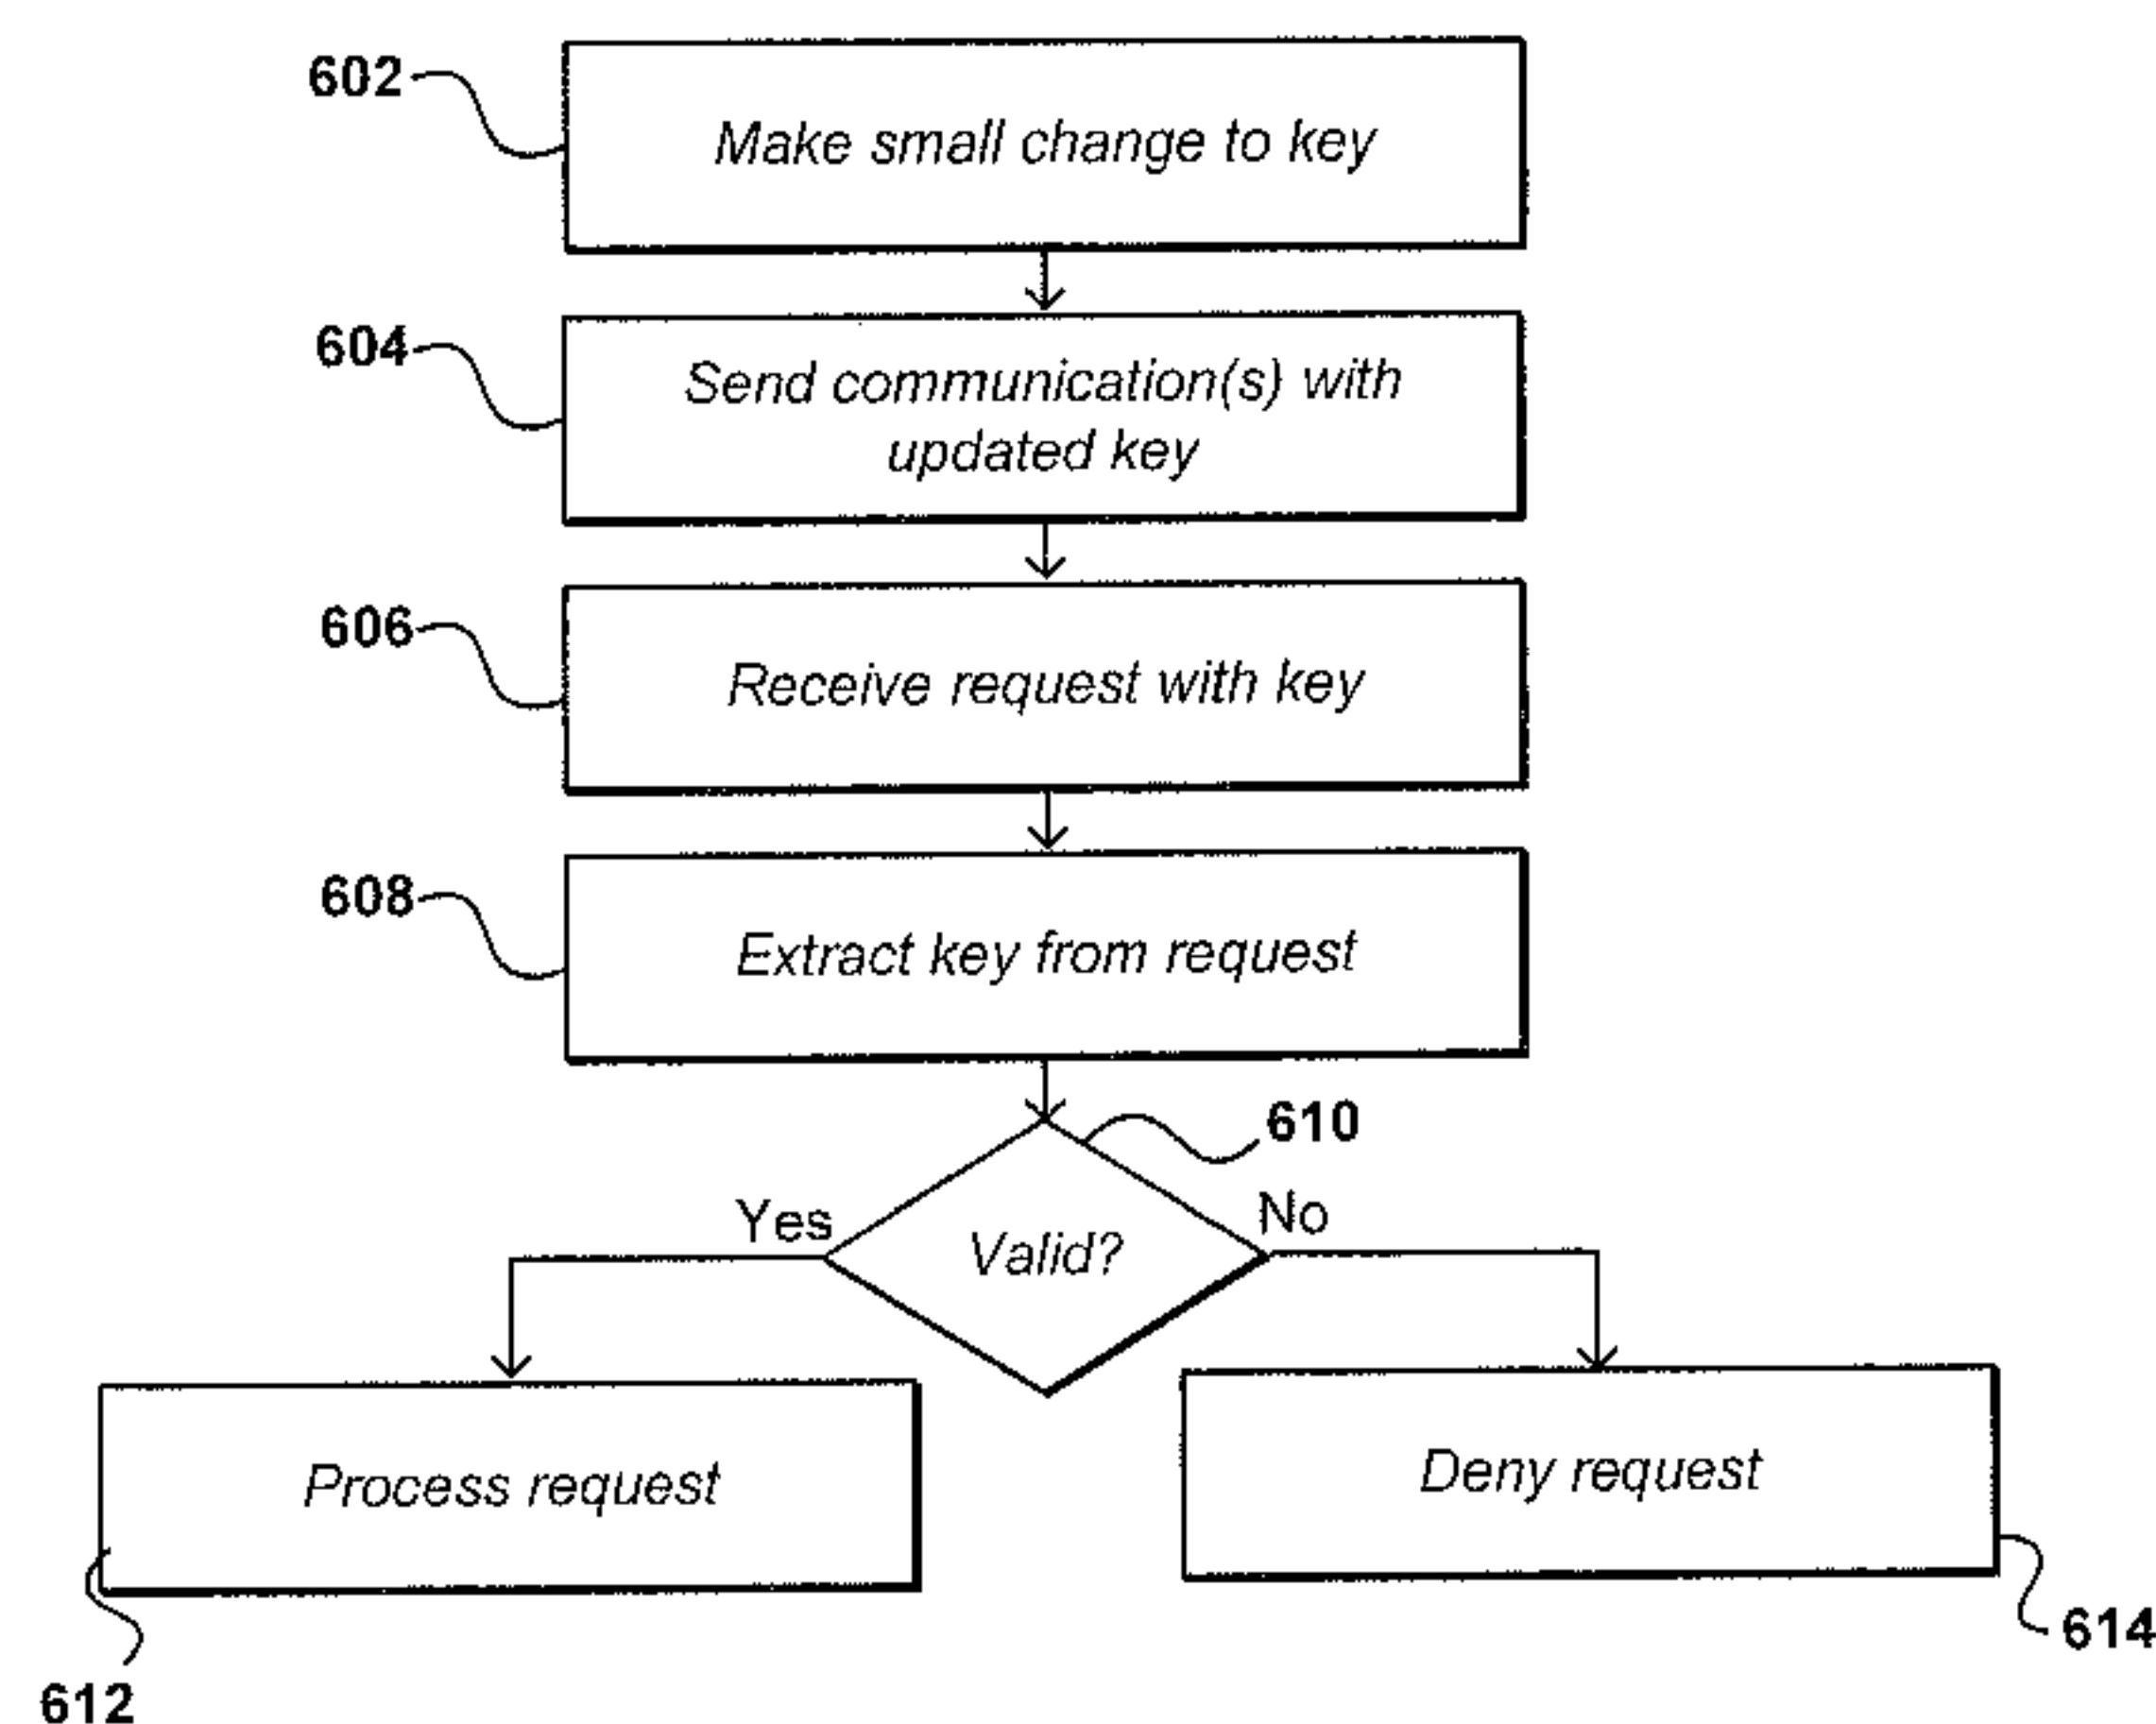 602
Make small change to key
604
Send communication(s) with
updated key
606
Receive request with key
608
Extract key from request
610
Yes
No
Valid?
Process request
Deny request
612
614